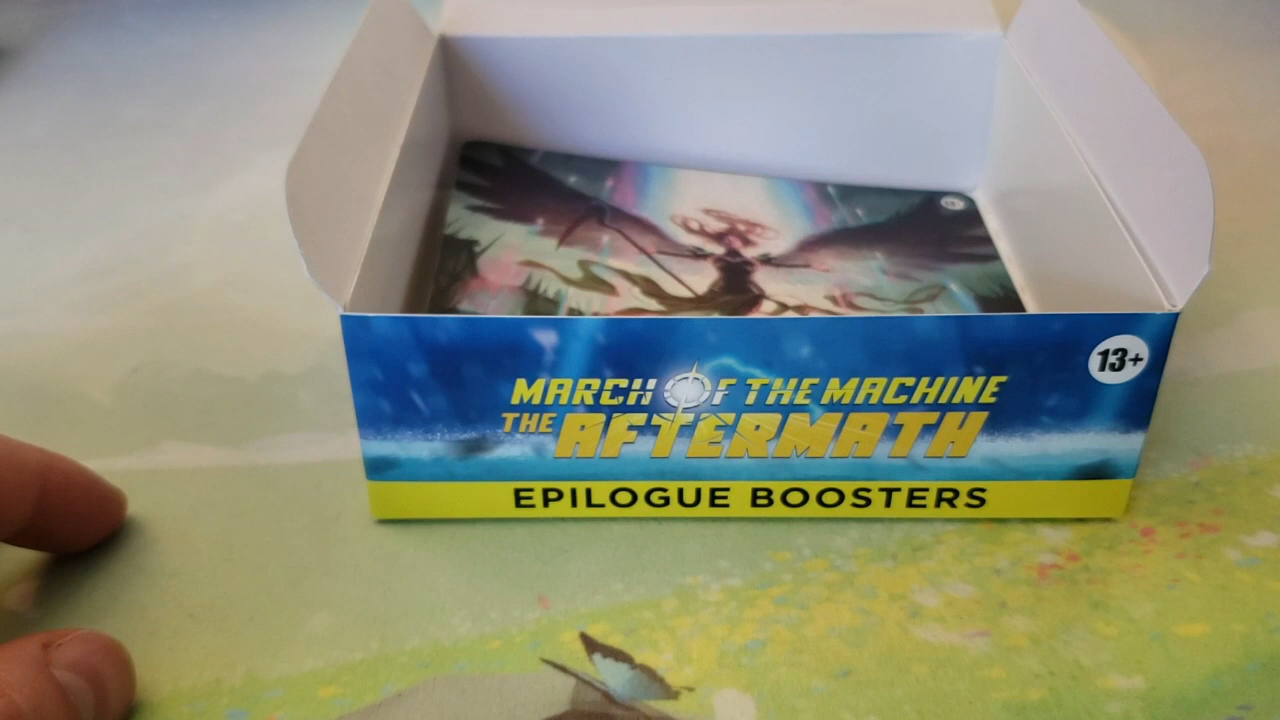 13+
MARCH OF THE MACHINE
THE AFTERMATH
EPILOGUE BOOSTERS